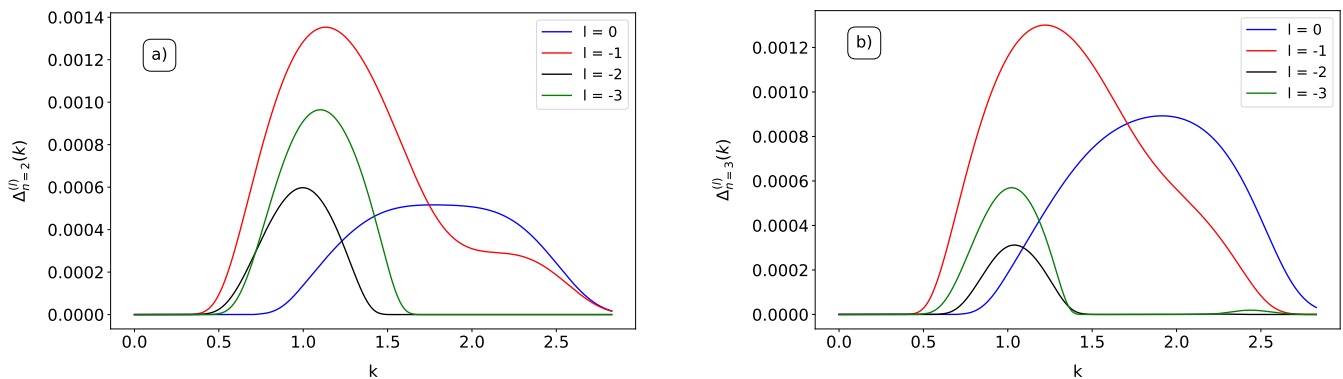 a)
l = 0
l = -1
l = -2
l = -3
0.0014
0.0012
0.0010
0.0008
0.0006
0.0004
0.0002
0.0000
0.0 0.5 1.0 1.5 2.0 2.5
k
Δ_{n=2}^{(l)}(k)
b)
l = 0
l = -1
l = -2
l = -3
0.0012
0.0010
0.0008
0.0006
0.0004
0.0002
0.0000
0.0 0.5 1.0 1.5 2.0 2.5
k
Δ_{n=3}^{(l)}(k)